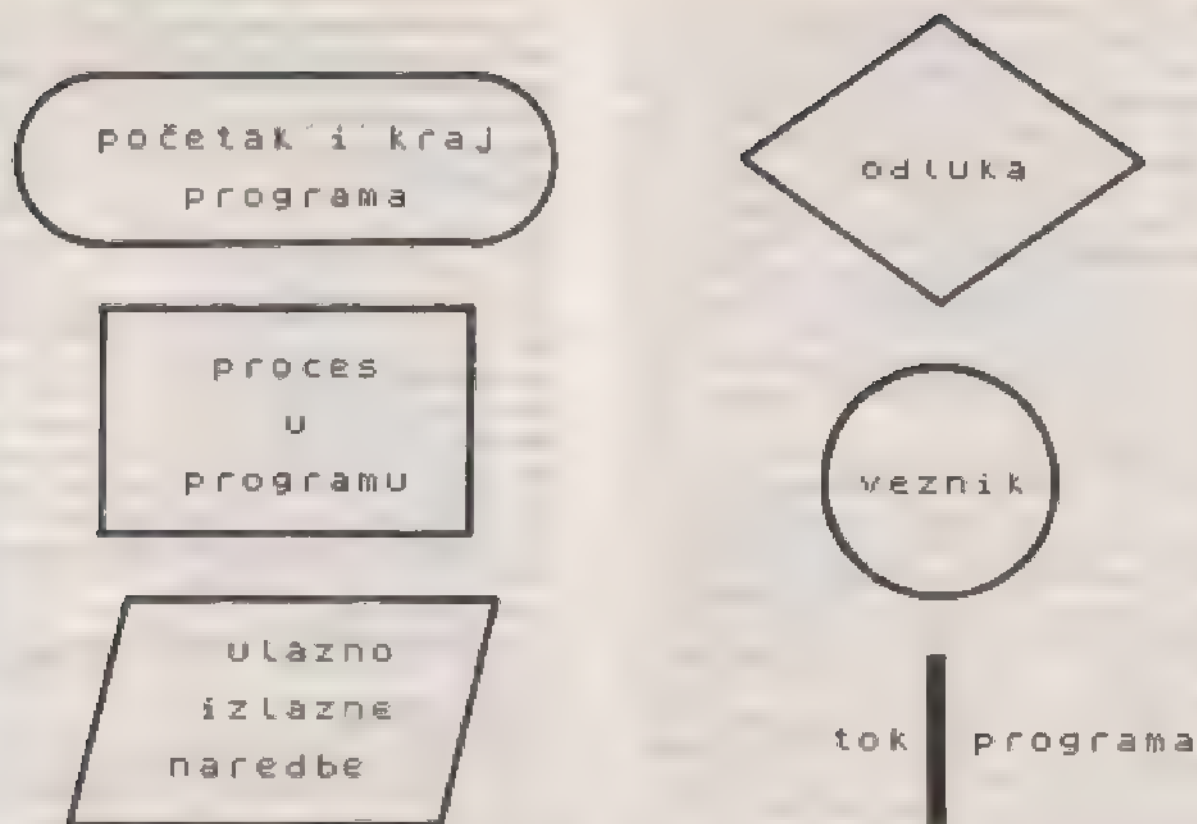 početak i kraj
programa
proces
u
programu
ulazno
izlazne
naredbe
odluka
veznik
tok programa